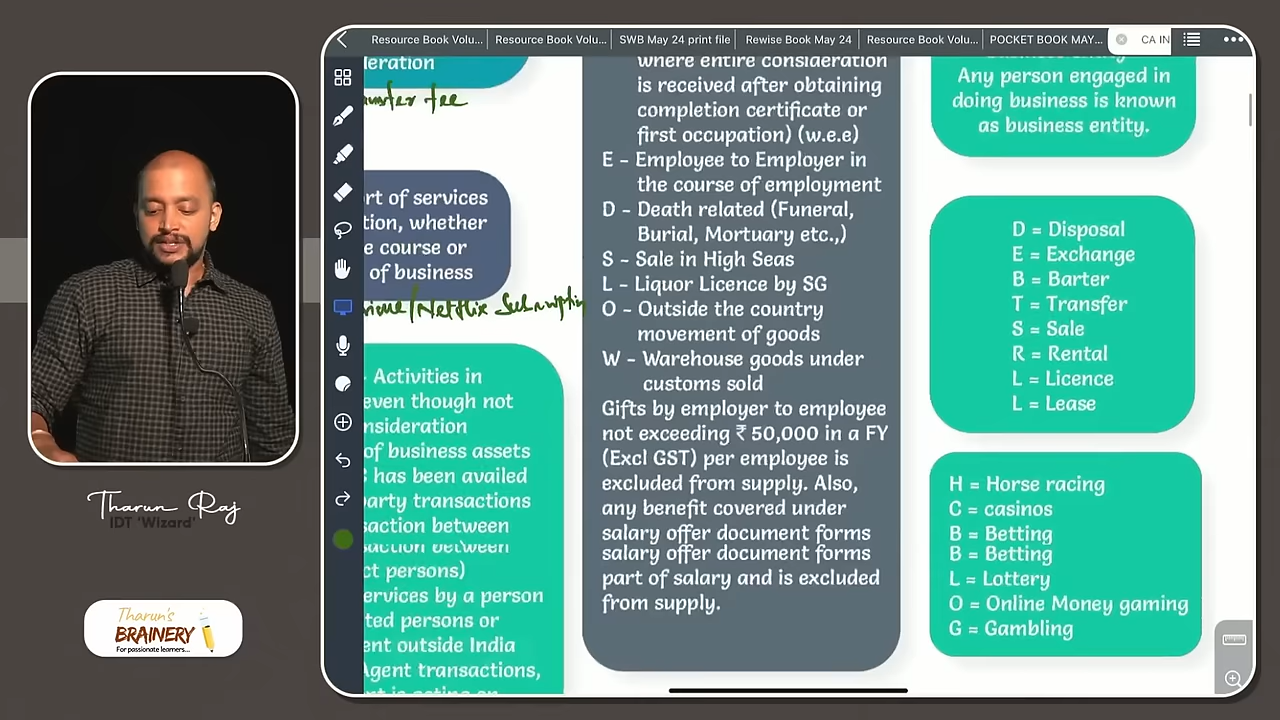 Resource Book Volu...
Resource Book Volu...
SWB May 24 print file
Rewise Book May 24
Resource Book Volu...
POCKET BOOK MAY...
CA IN
eration
fee
rt of services
tion, whether
e course or
of business
/Netflix Subscription
- Activities in
even though not
nsideration
of business assets
has been availed
party transactions
saction between
saction between
ct persons)
ervices by a person
ted persons or
ent outside India
Agent transactions,
where entire consideration
is received after obtaining
completion certificate or
first occupation) (w.e.e)
E – Employee to Employer in
the course of employment
D – Death related (Funeral,
Burial, Mortuary etc.,)
S – Sale in High Seas
L – Liquor Licence by SG
O – Outside the country
movement of goods
W – Warehouse goods under
customs sold
Gifts by employer to employee
not exceeding ₹ 50,000 in a FY
(Excl GST) per employee is
excluded from supply. Also,
any benefit covered under
salary offer document forms
salary offer document forms
part of salary and is excluded
from supply.
Any person engaged in
doing business is known
as business entity.
D = Disposal
E = Exchange
B = Barter
T = Transfer
S = Sale
R = Rental
L = Licence
L = Lease
H = Horse racing
C = casinos
B = Betting
B = Betting
L = Lottery
O = Online Money gaming
G = Gambling
Tharun Raj
IDT 'Wizard'
Tharun's
BRAINERY
For passionate learners...